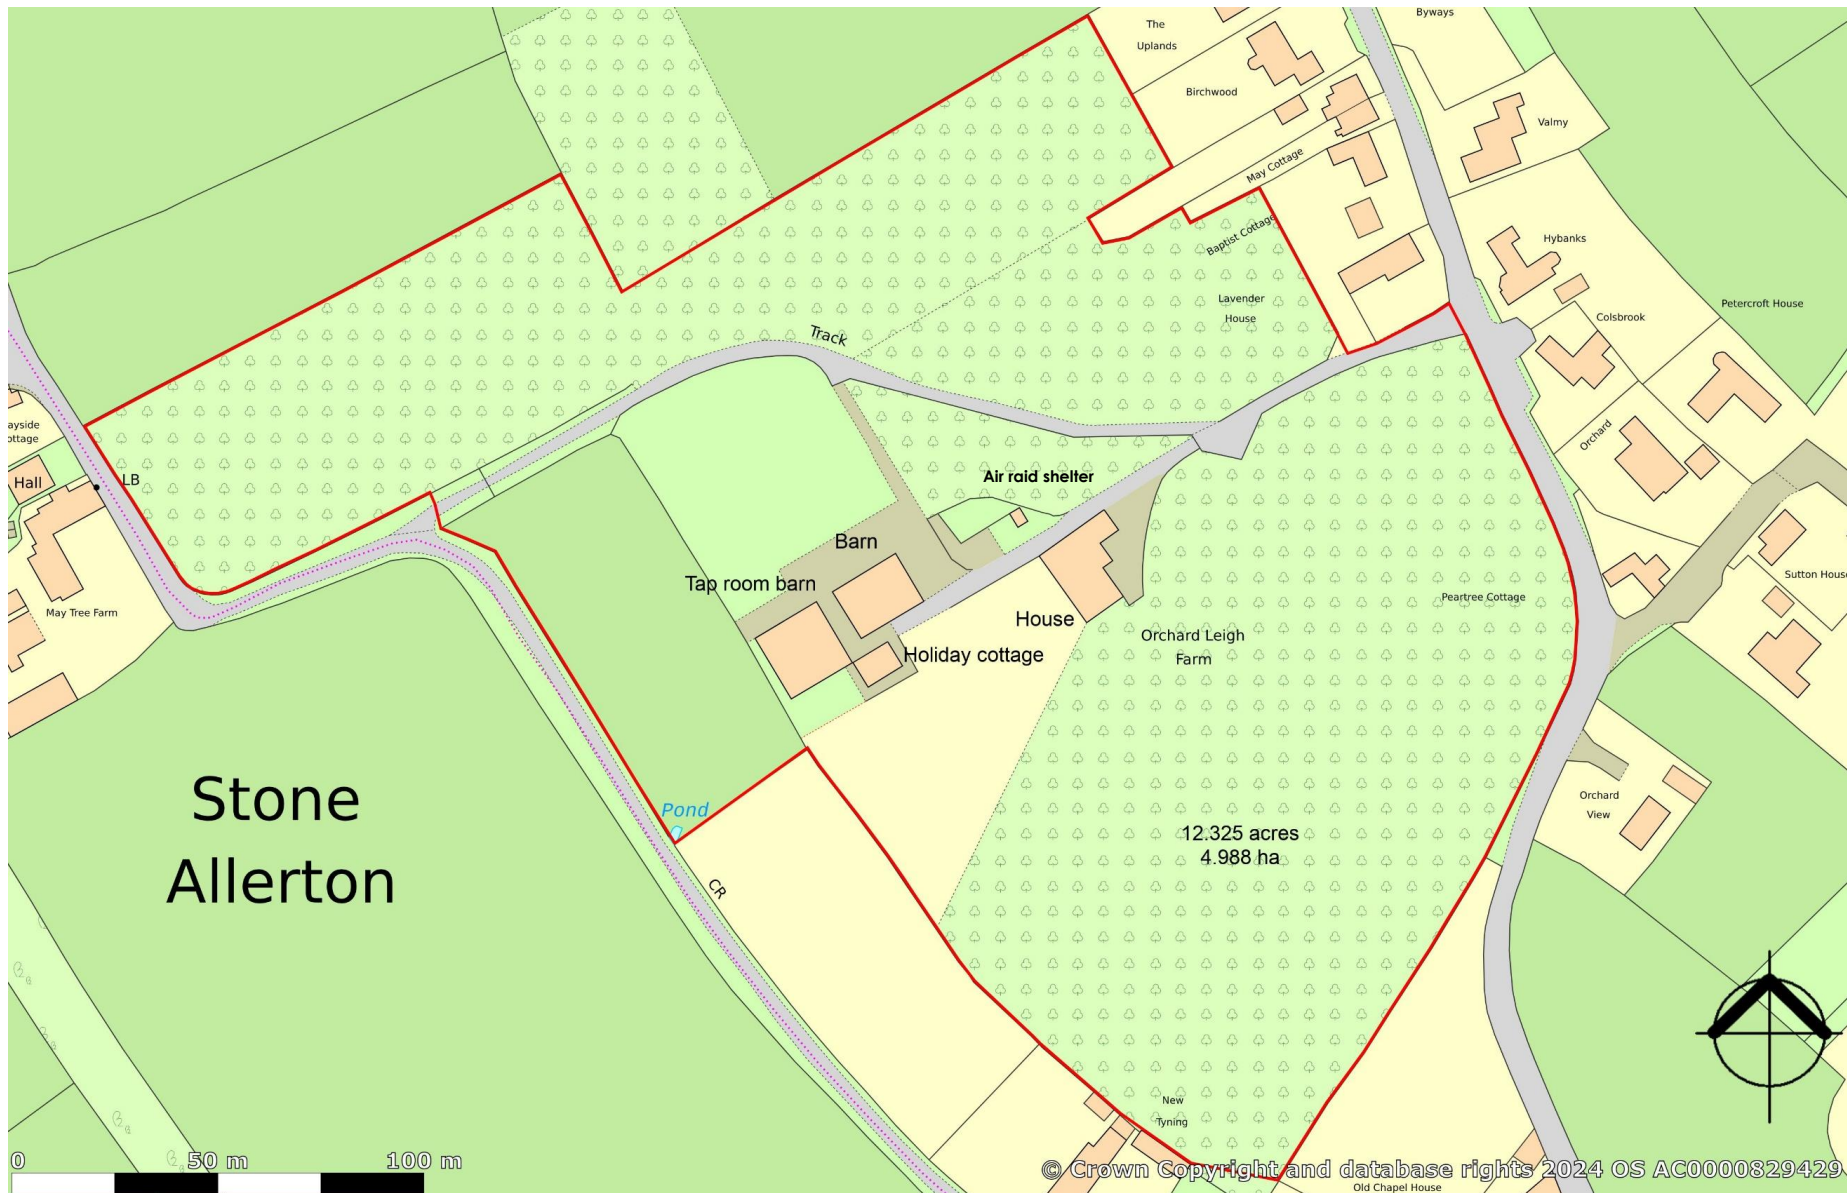 Byways
The
Uplands
Birchwood
Valmy
May Cottage
Baptist Cottage
Hybanks
Lavender
House
Petercroft House
Colsbrook
Track
ayside
ottage
Orchard
LB
Hall
Air raid shelter
Barn
Tap room barn
Sutton House
May Tree Farm
House
Peartree Cottage
Orchard Leigh
Farm
Holiday cottage
Stone
Allerton
Pond
Orchard
View
12.325 acres
4.988 ha
CR
New
Tyning
0 50 m 100 m
© Crown Copyright and database rights 2024 OS AC0000829429
Old Chapel House